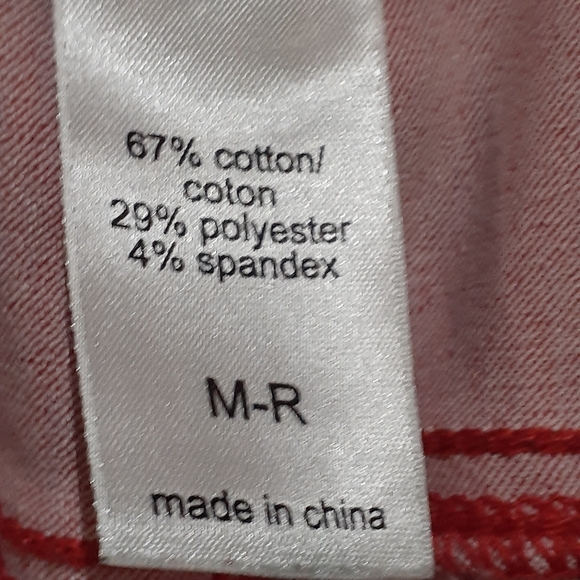 67% cotton/
coton
29% polyester
4% spandex
M-R
made in china